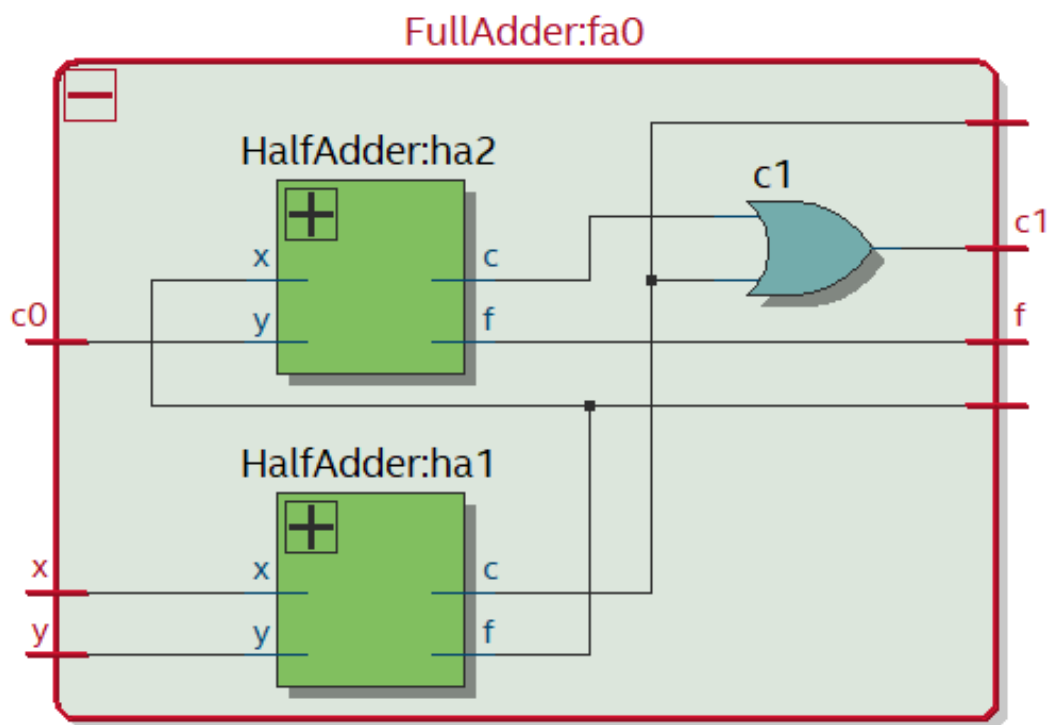 FullAdder:fa0
HalfAdder:ha2
c1
x
c
c1
c0
y
f
f
HalfAdder:ha1
x
x
c
y
y
f